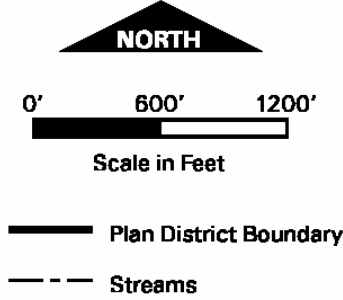 NORTH
0' 600' 1200'
Scale in Feet
Plan District Boundary
Streams